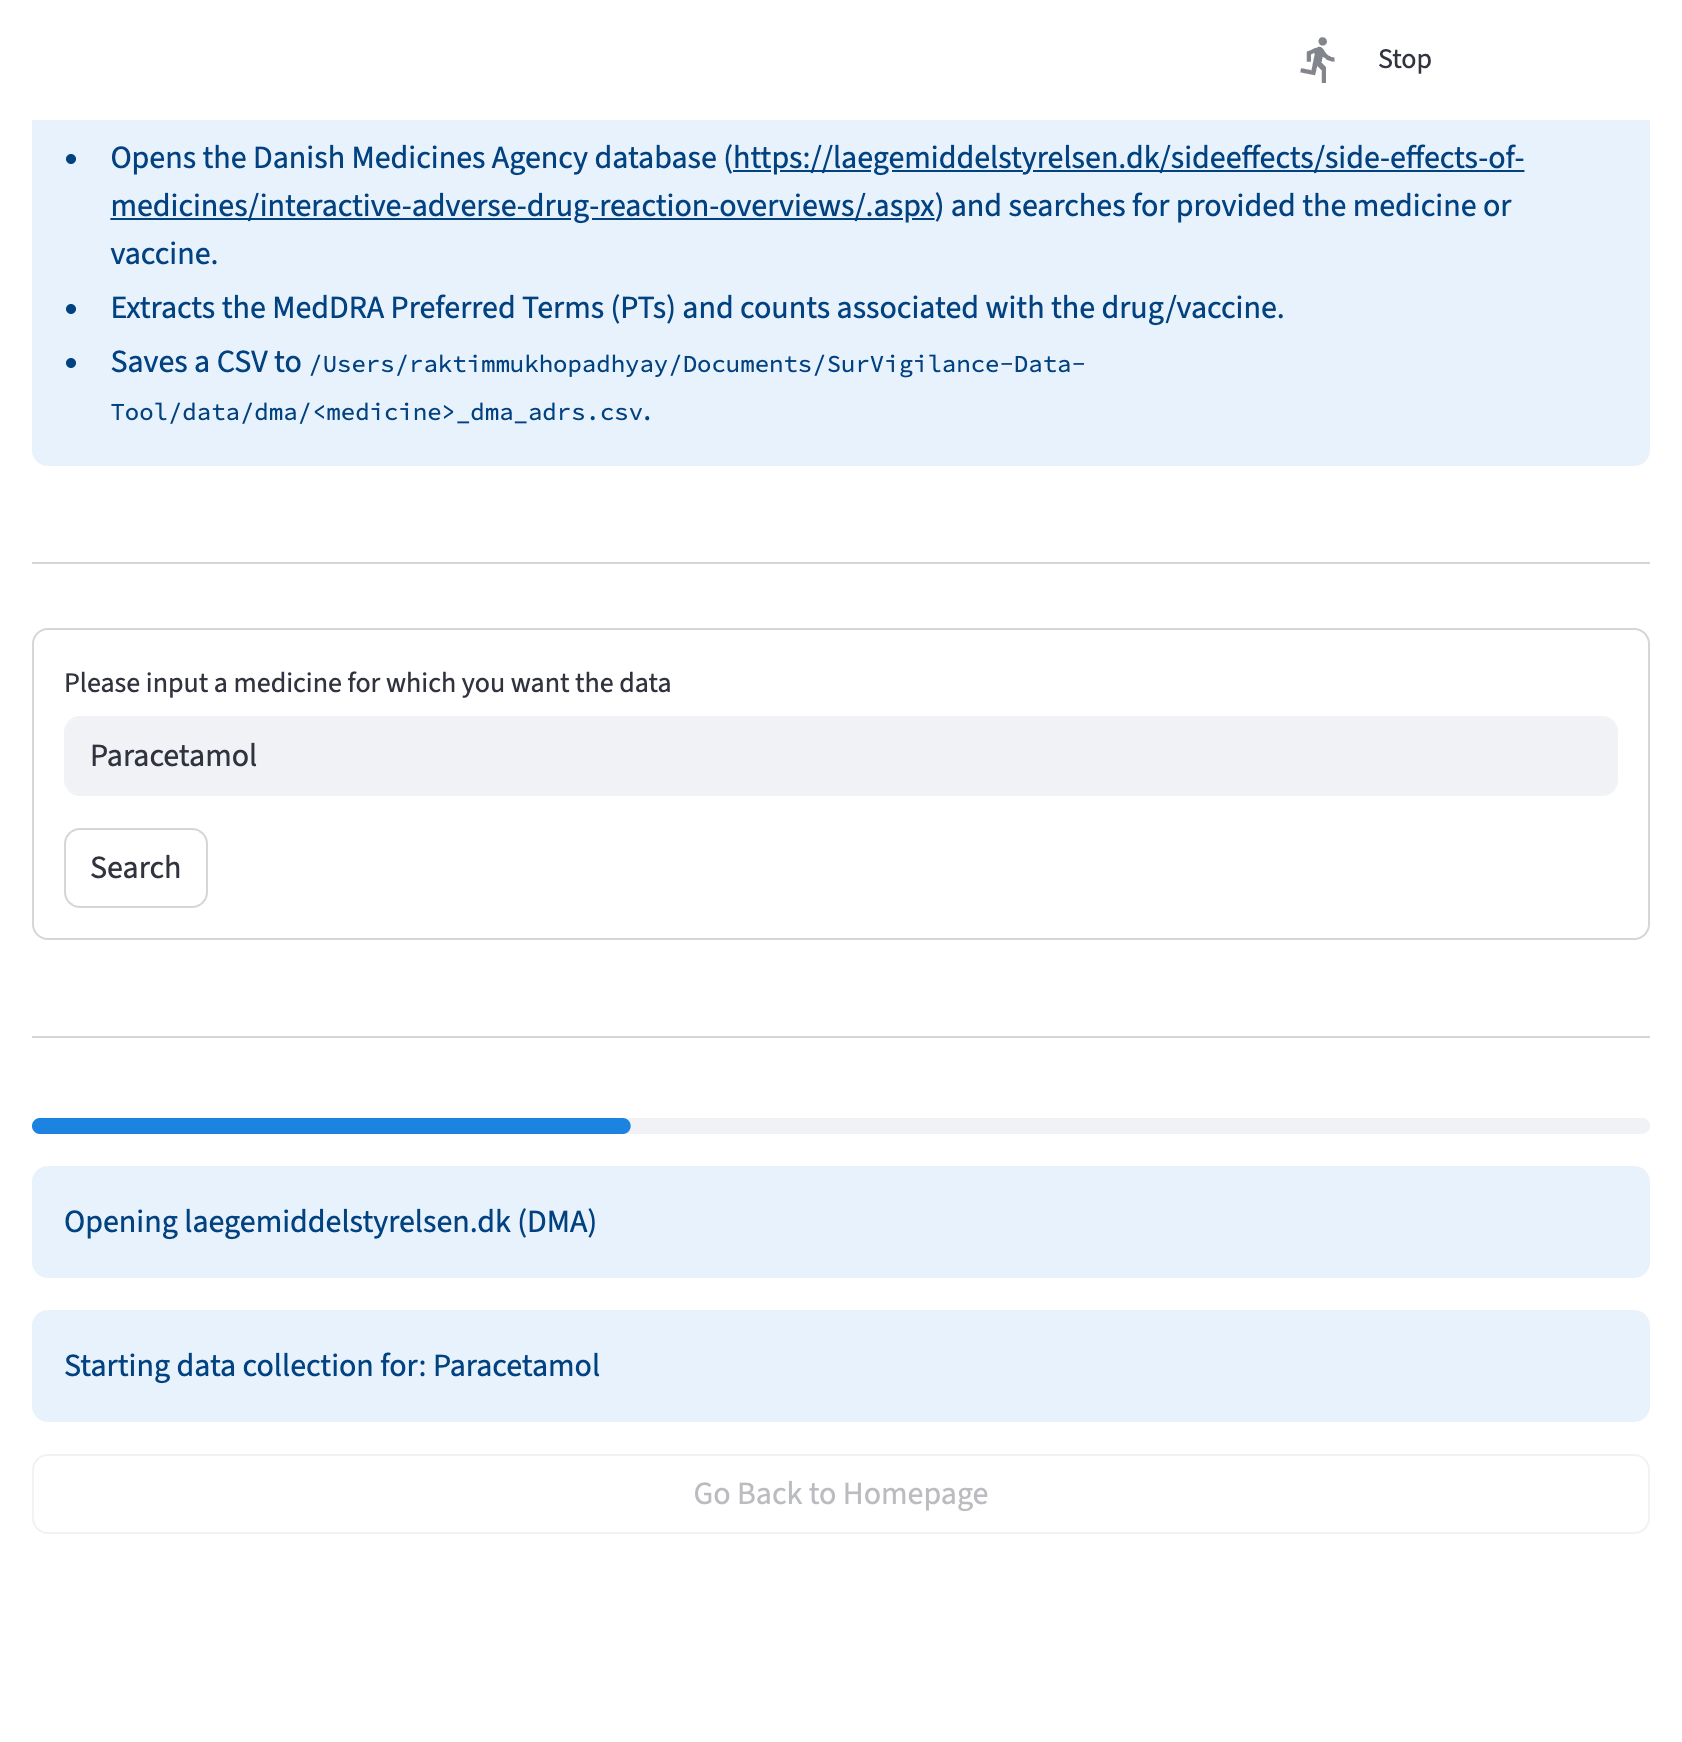 Stop
• Opens the Danish Medicines Agency database (https://laegemiddelstyrelsen.dk/sideeffects/side-effects-of-
medicines/interactive-adverse-drug-reaction-overviews/.aspx) and searches for provided the medicine or
vaccine.
• Extracts the MedDRA Preferred Terms (PTs) and counts associated with the drug/vaccine.
• Saves a CSV to /Users/raktimmukhopadhyay/Documents/SurVigilance-Data-
Tool/data/dma/<medicine>_dma_adrs.csv.
Please input a medicine for which you want the data
Paracetamol
Search
Opening laegemiddelstyrelsen.dk (DMA)
Starting data collection for: Paracetamol
Go Back to Homepage